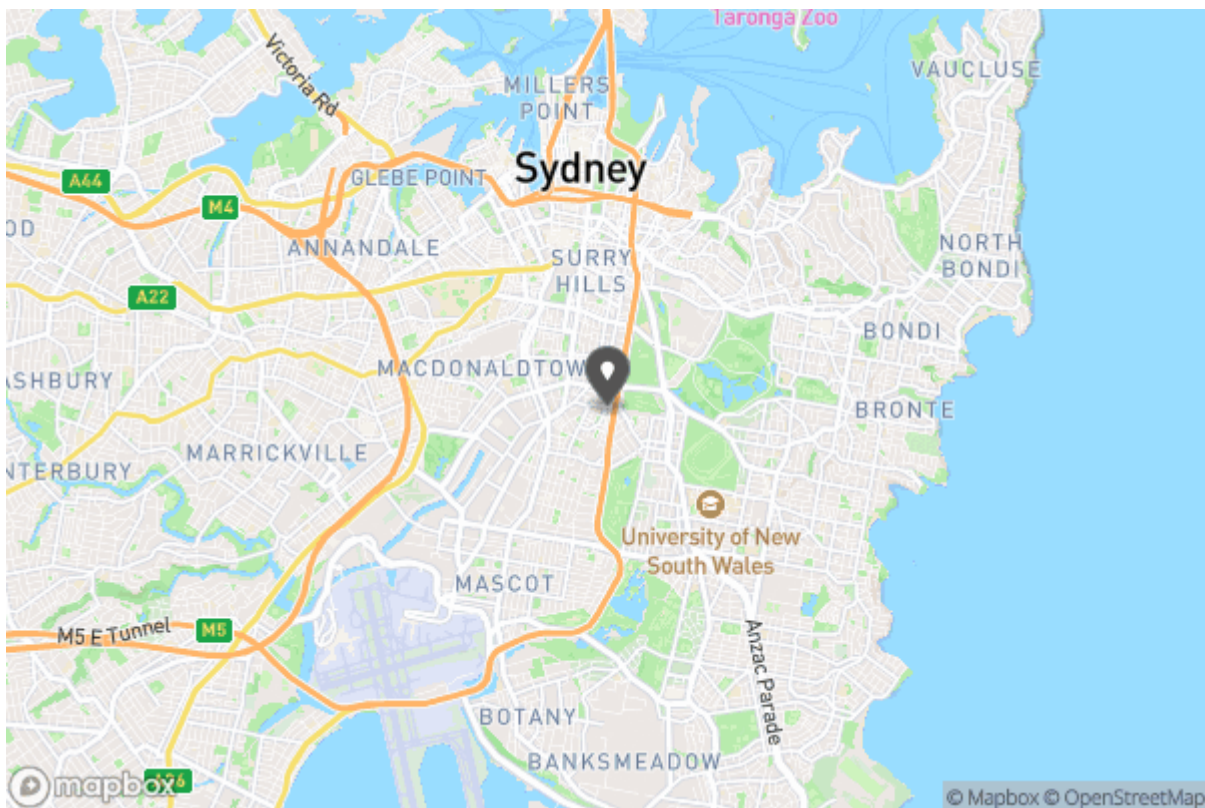 Taronga Zoo
VAUCLUSE
Victoria Rd
MILLERS
POINT
Sydney
A44
GLEBE POINT
M4
OD
ANNANDALE
SURRY
HILLS
NORTH
BONDI
A22
BONDI
MACDONALDTOW
ASHBURY
BRONTE
MARRICKVILLE
NTERBURY
University of New
South Wales
MASCOT
M5 E Tunnel
M5
Anzac Parade
BOTANY
BANKSMEADOW
mapbox
© Mapbox © OpenStreetMap